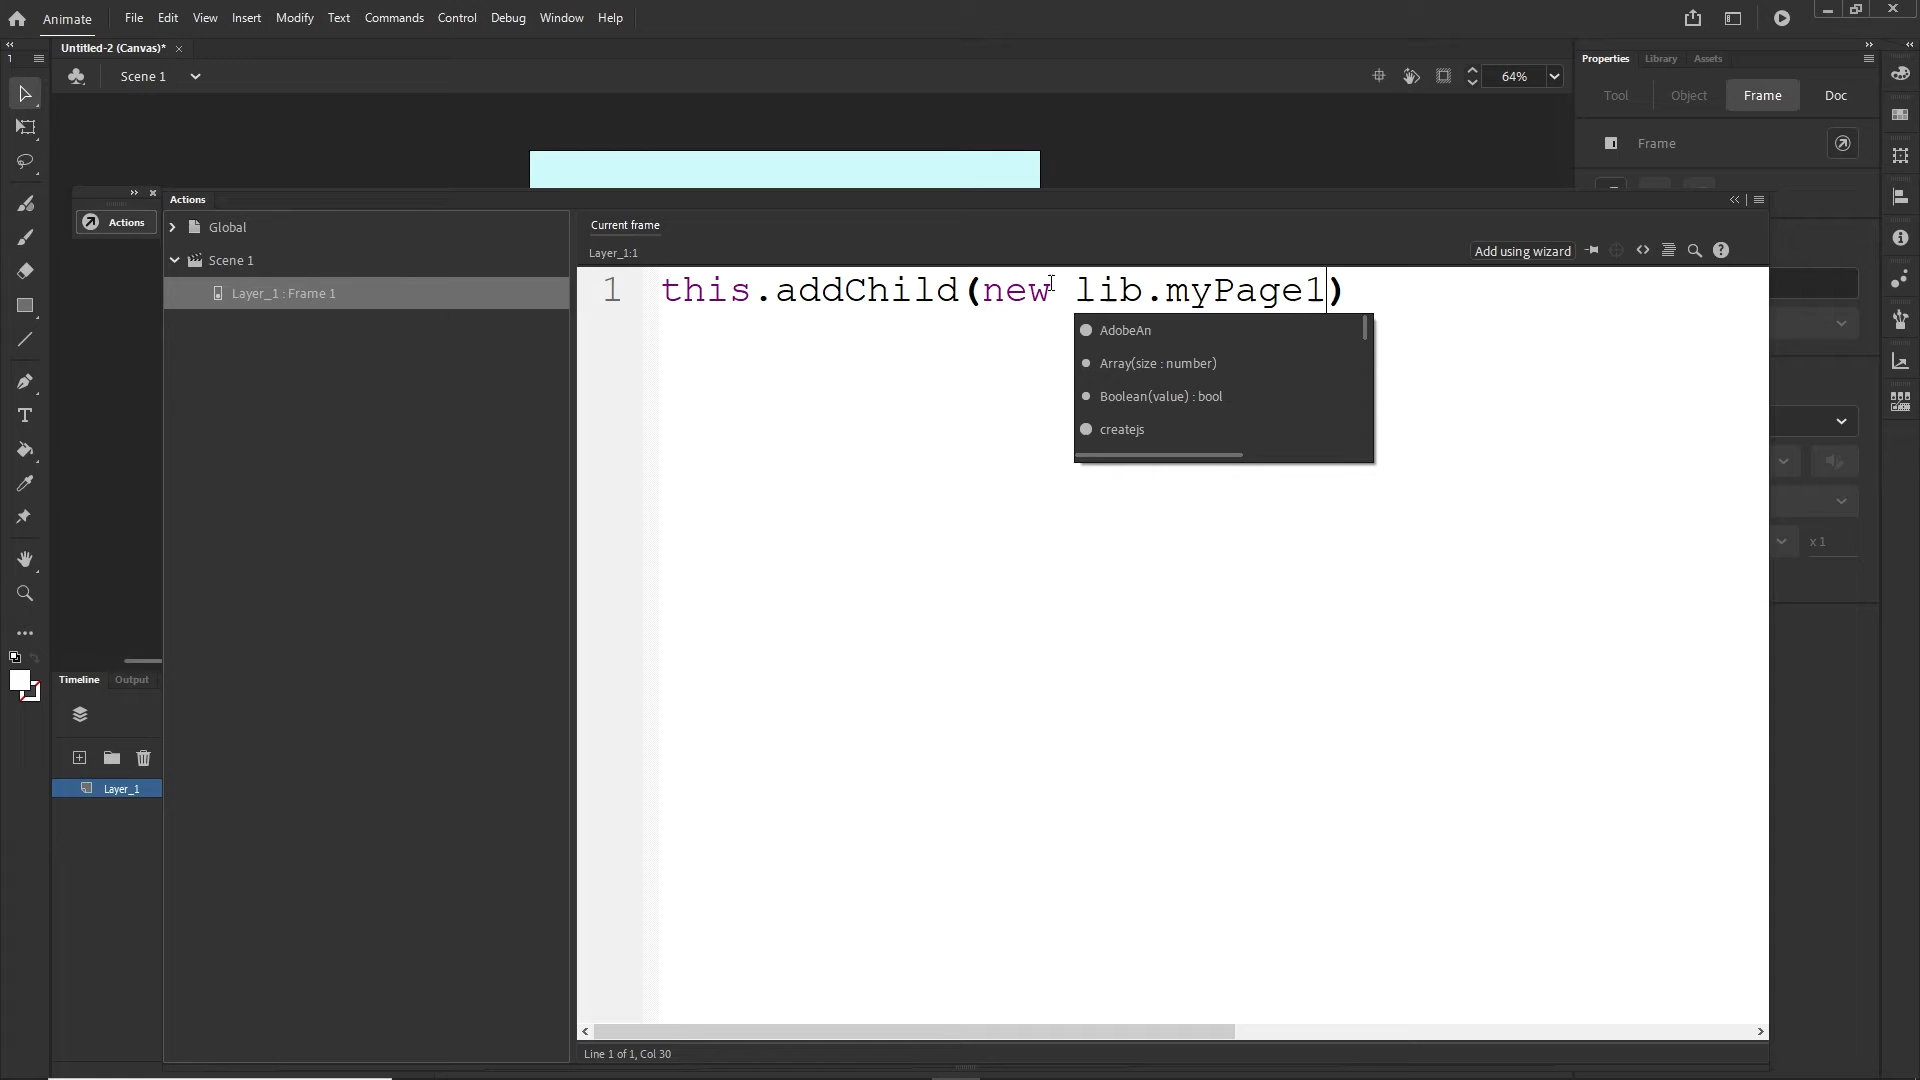 Animate File Edit View Insert Modify Text Commands Control Debug Window Help
Untitled-2 (Canvas)* ×
Scene 1 64%
Properties Library Assets
Tool Object Frame Doc
Frame
Actions
Actions
Global
Scene 1
Layer_1 : Frame 1
Current frame
Layer_1:1
Add using wizard
1 this.addChild(new lib.myPage1)
AdobeAn
Array(size : number)
Boolean(value) : bool
createjs
x 1
Timeline Output
Layer_1
Line 1 of 1, Col 30